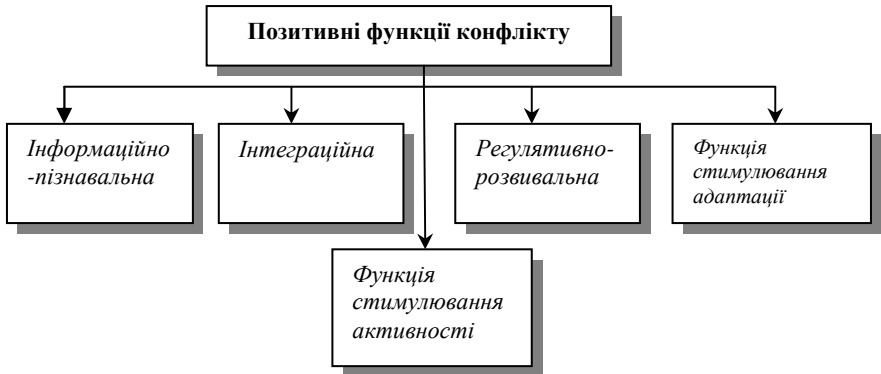 Позитивні функції конфлікту
Інформаційно
-пізнавальна
Інтеграційна
Регулятивно-
розвивальна
Функція
стимулювання
адаптації
Функція
стимулювання
активності